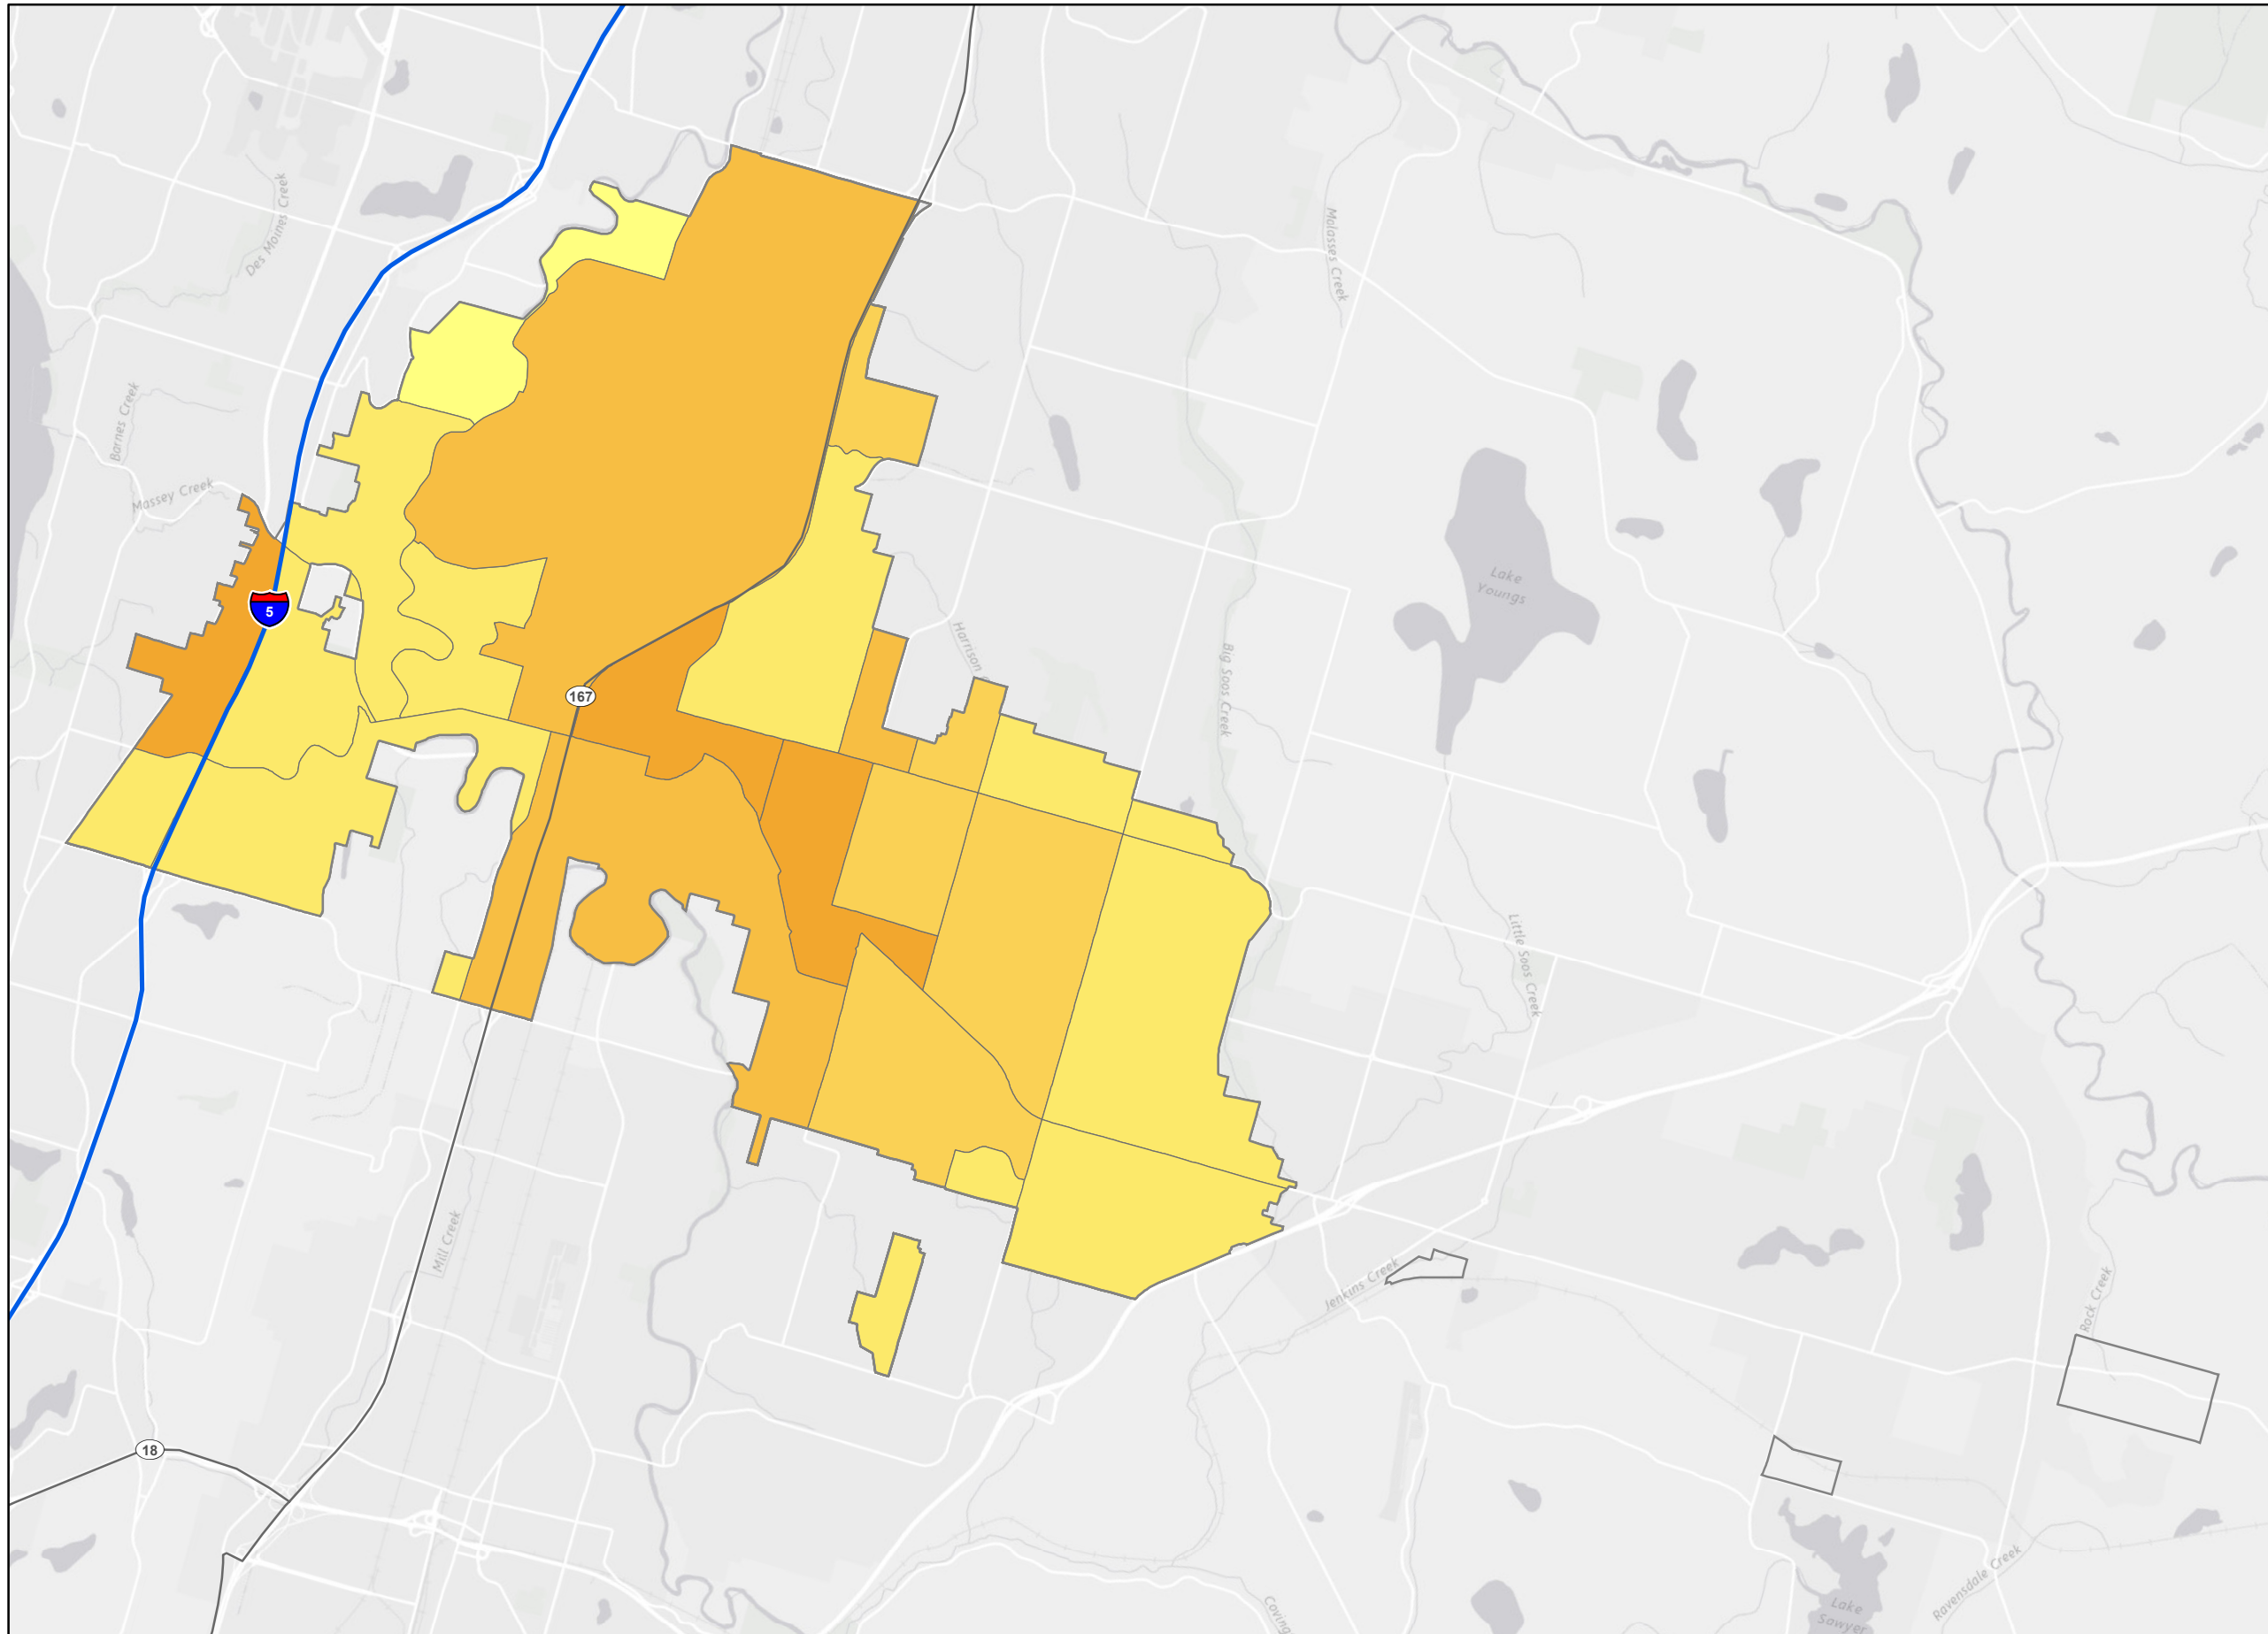 Des Moines Creek
Molasses Creek
Barnes Creek
Massey Creek
Lake
Youngs
5
Harrison
Big Soos Creek
167
Little Soos Creek
Mill Creek
Jenkins Creek
Rock Creek
18
Lake
Sawyer
Ravensdale Creek
Coving